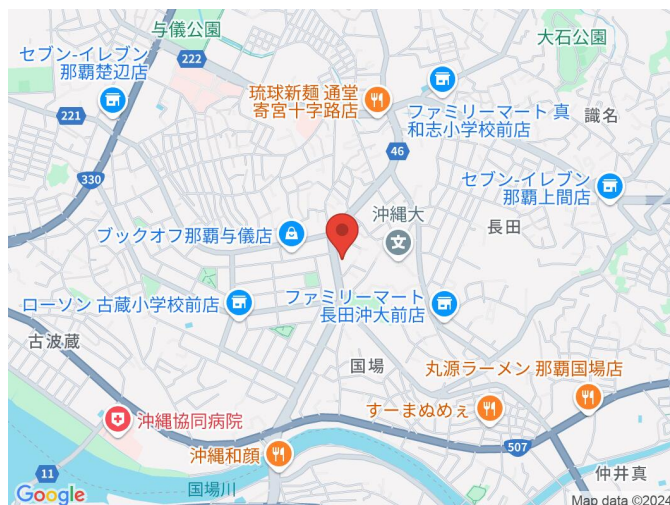 与儀公園
大石公園
セブン-イレブン
那覇楚辺店
222
琉球新麺 通堂
寄宮十字路店
ファミリーマート 真
和志小学校前店
識名
221
46
330
セブン-イレブン
那覇上間店
沖縄大
長田
ブックオフ那覇与儀店
ローソン 古蔵小学校前店
ファミリーマート
長田沖大前店
古波蔵
国場
丸源ラーメン 那覇国場店
すーまぬめぇ
沖縄協同病院
507
沖縄和顔
11
仲井真
国場川
Google
Map data ©2024